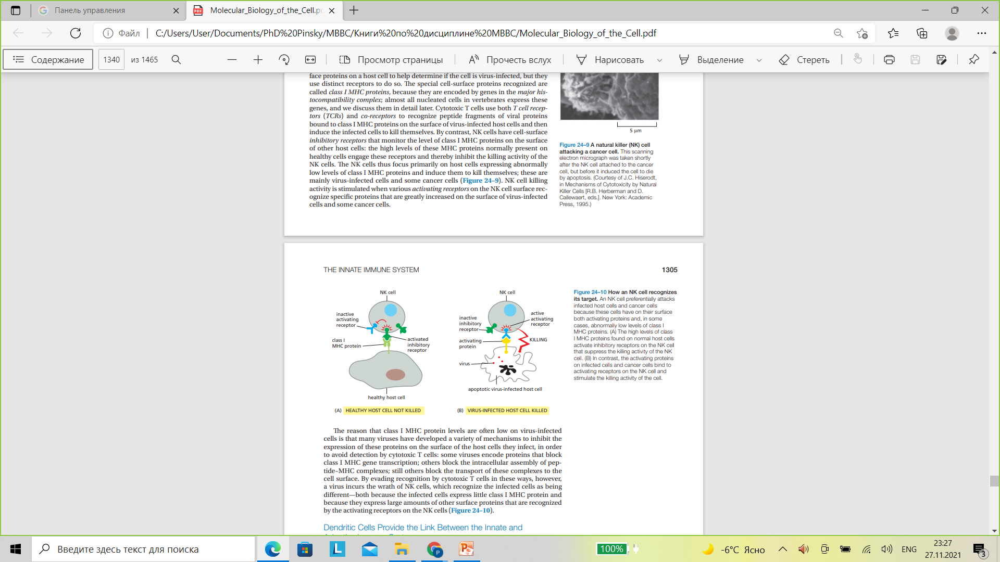 Панель управления
Molecular_Biology_of_the_Cell.p
Файл
C:/Users/User/Documents/PhD%20Pinsky/MBBC/Книги%20по%20дисциплине%20MBBC/Molecular_Biology_of_the_Cell.pdf
Содержание
1340 из 1465
Просмотр страницы
Прочесть вслух
Нарисовать
Выделение
Стереть
face proteins on a host cell to help determine if the cell is virus-infected, but they
use distinct receptors to do so. The special cell-surface proteins recognized are
called class I MHC proteins, because they are encoded by genes in the major his-
tocompatibility complex; almost all nucleated cells in vertebrates express these
genes, and we discuss them in detail later. Cytotoxic T cells use both T cell recep-
tors (TCRs) and co-receptors to recognize peptide fragments of viral proteins
bound to class I MHC proteins on the surface of virus-infected host cells and then
induce the infected cells to kill themselves. By contrast, NK cells have cell-surface
inhibitory receptors that monitor the level of class I MHC proteins on the surface
of other host cells: the high levels of these MHC proteins normally present on
healthy cells engage these receptors and thereby inhibit the killing activity of the
NK cells. The NK cells thus focus primarily on host cells expressing abnormally
low levels of class I MHC proteins and induce them to kill themselves; these are
mainly virus-infected cells and some cancer cells (Figure 24–9). NK cell killing
activity is stimulated when various activating receptors on the NK cell surface rec-
ognize specific proteins that are greatly increased on the surface of virus-infected
cells and some cancer cells.
5 µm
Figure 24–9 A natural killer (NK) cell
attacking a cancer cell. This scanning
electron micrograph was taken shortly
after the NK cell attached to the cancer
cell, but before it induced the cell to die
by apoptosis. (Courtesy of J.C. Hiserodt,
in Mechanisms of Cytotoxicity by Natural
Killer Cells [R.B. Herberman and D.
Callewaert, eds.]. New York: Academic
Press, 1995.)
THE INNATE IMMUNE SYSTEM
1305
NK cell
inactive
activating
receptor
class I
MHC protein
activated
inhibitory
receptor
healthy host cell
(A) HEALTHY HOST CELL NOT KILLED
NK cell
inactive
inhibitory
receptor
active
activating
receptor
activating
protein
KILLING
virus
apoptotic virus-infected host cell
(B) VIRUS-INFECTED HOST CELL KILLED
Figure 24–10 How an NK cell recognizes
its target. An NK cell preferentially attacks
infected host cells and cancer cells
because these cells have on their surface
both activating proteins and, in some
cases, abnormally low levels of class I
MHC proteins. (A) The high levels of class
I MHC proteins found on normal host cells
activate inhibitory receptors on the NK cell
that suppress the killing activity of the NK
cell. (B) In contrast, the activating proteins
on infected cells and cancer cells bind to
activating receptors on the NK cell and
stimulate the killing activity of the cell.
The reason that class I MHC protein levels are often low on virus-infected
cells is that many viruses have developed a variety of mechanisms to inhibit the
expression of these proteins on the surface of the host cells they infect, in order
to avoid detection by cytotoxic T cells: some viruses encode proteins that block
class I MHC gene transcription; others block the intracellular assembly of pep-
tide–MHC complexes; still others block the transport of these complexes to the
cell surface. By evading recognition by cytotoxic T cells in these ways, however,
a virus incurs the wrath of NK cells, which recognize the infected cells as being
different—both because the infected cells express little class I MHC protein and
because they express large amounts of other surface proteins that are recognized
by the activating receptors on the NK cells (Figure 24–10).
Dendritic Cells Provide the Link Between the Innate and
Введите здесь текст для поиска
100%
-6°C Ясно
ENG
23:27
27.11.2021
3